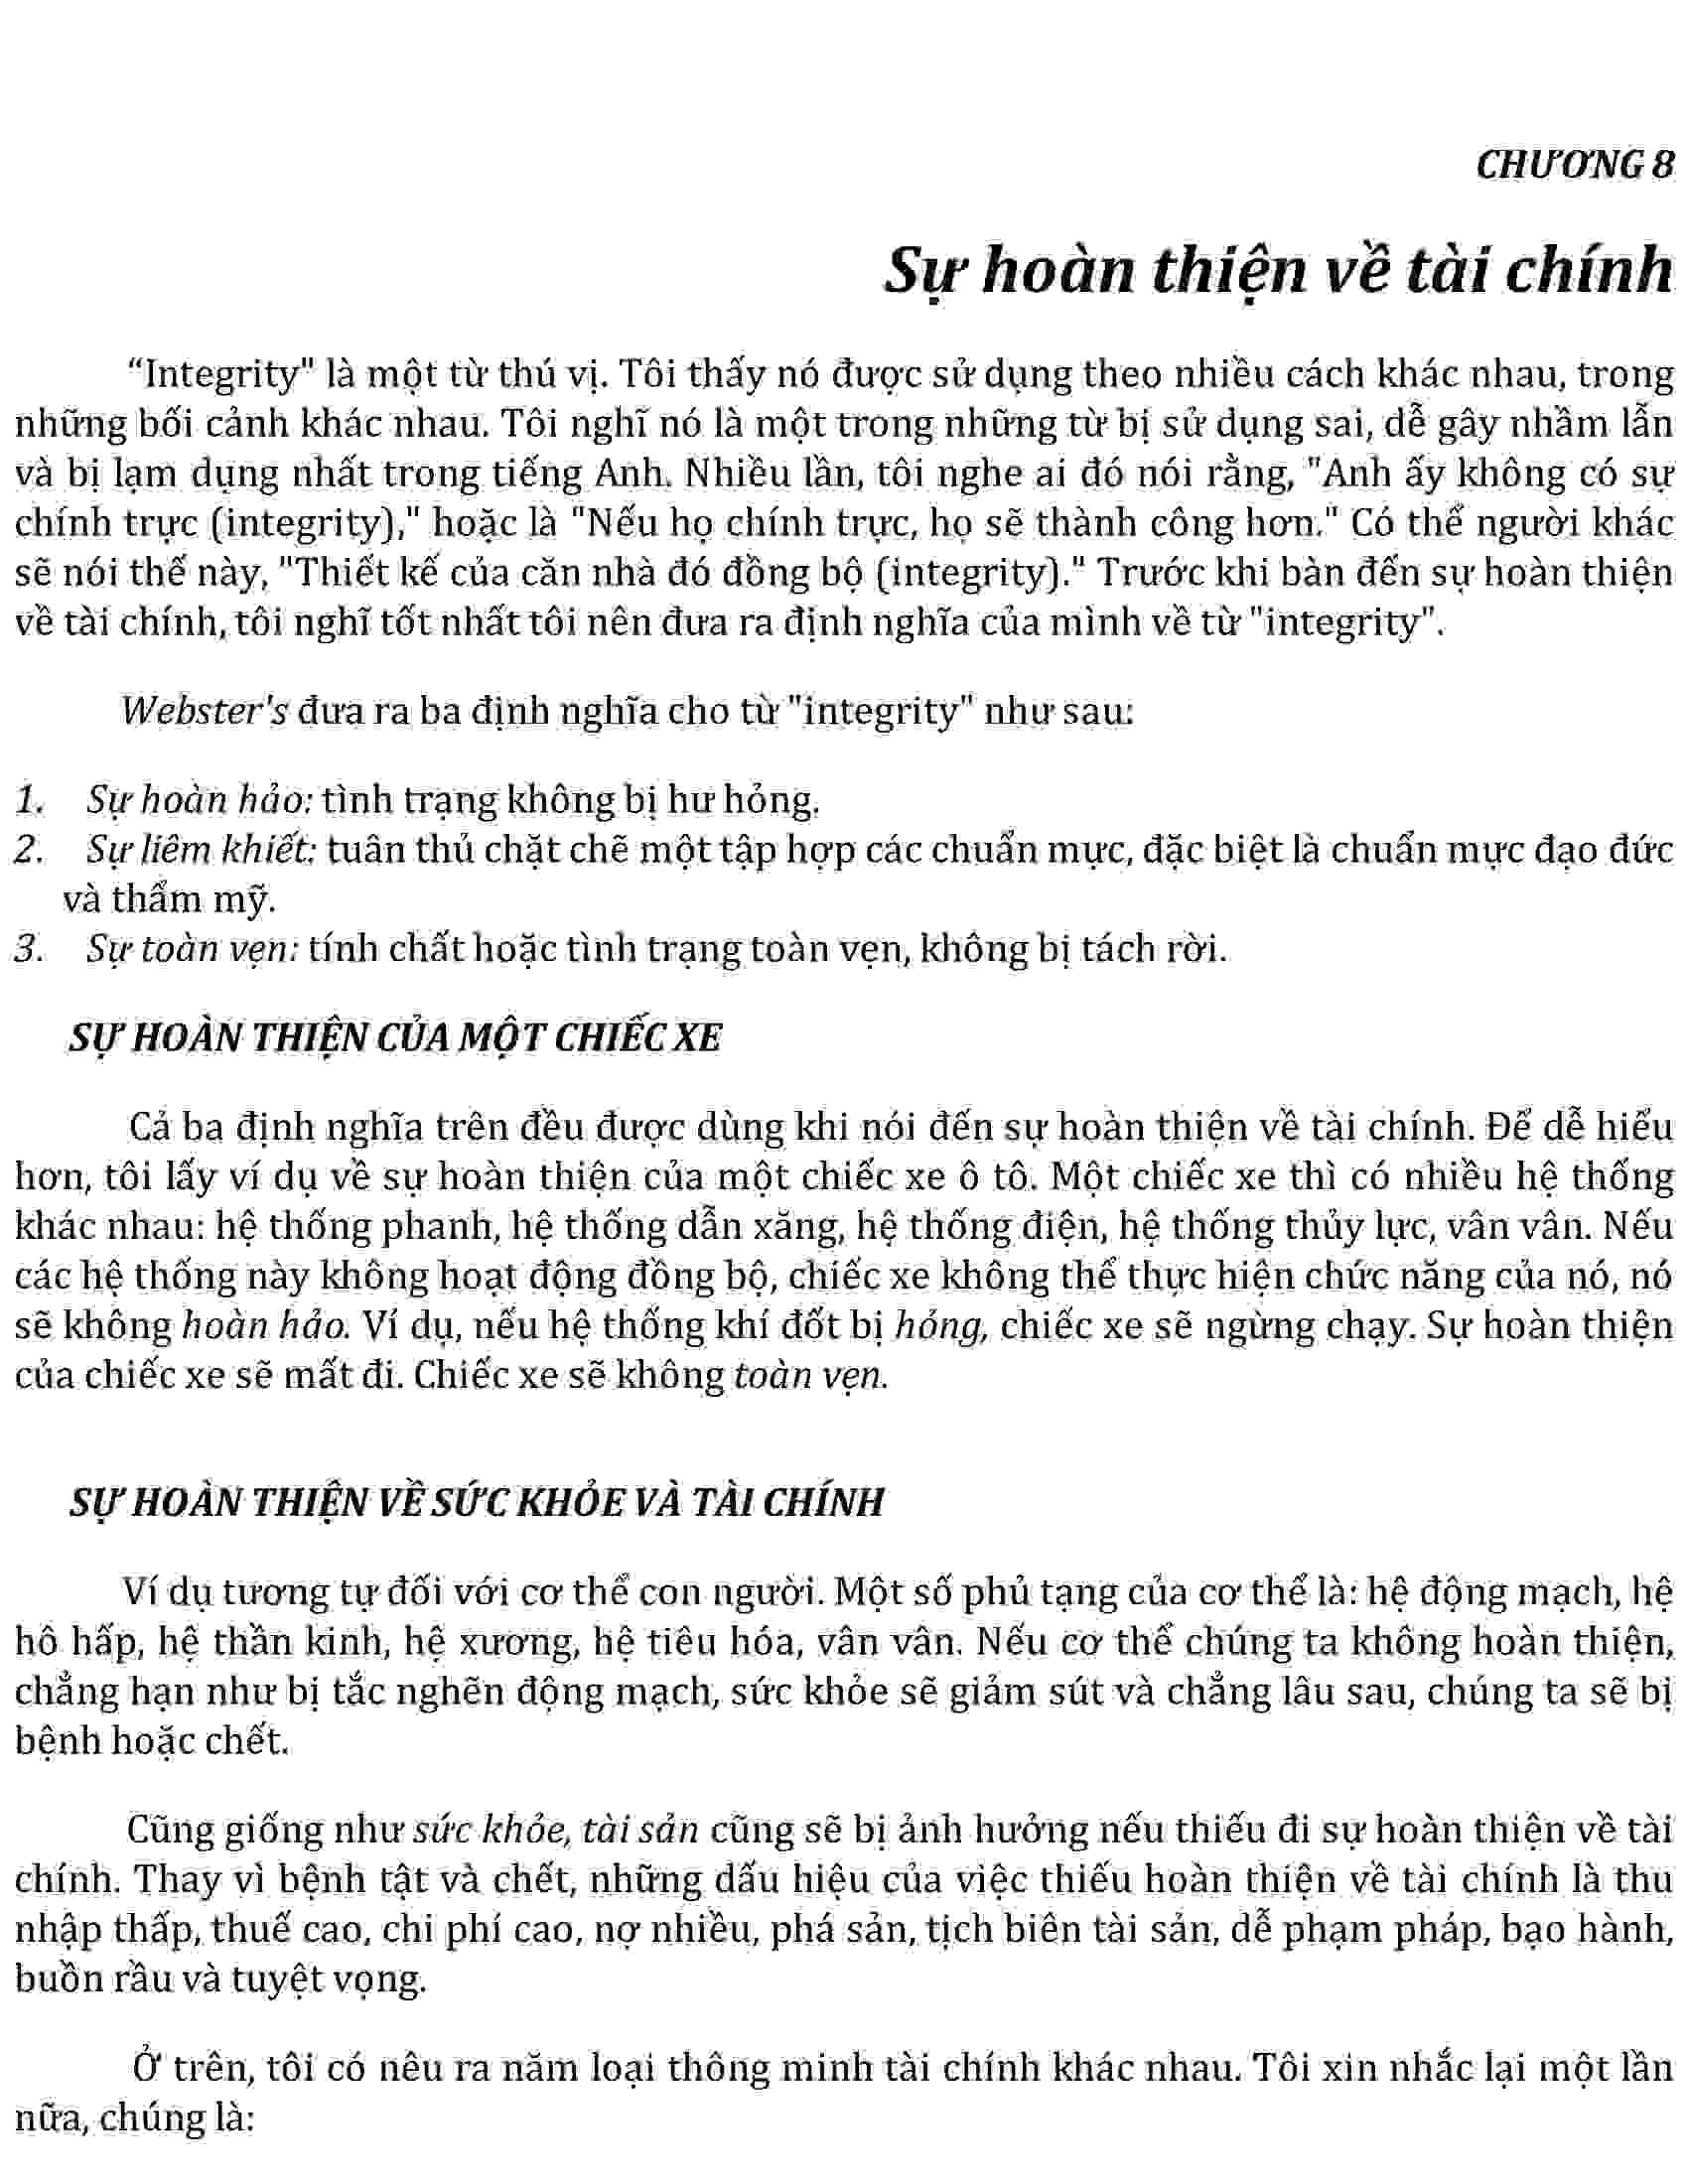 CHƯƠNG 8
Sự hoàn thiện về tài chính
“Integrity" là một từ thú vị. Tôi thấy nó được sử dụng theo nhiều cách khác nhau, trong
những bối cảnh khác nhau. Tôi nghĩ nó là một trong những từ bị sử dụng sai, dễ gây nhầm lẫn
và bị lạm dụng nhất trong tiếng Anh. Nhiều lần, tôi nghe ai đó nói rằng, "Anh ấy không có sự
chính trực (integrity)," hoặc là "Nếu họ chính trực, họ sẽ thành công hơn." Có thể người khác
sẽ nói thế này, "Thiết kế của căn nhà đó đồng bộ (integrity)." Trước khi bàn đến sự hoàn thiện
về tài chính, tôi nghĩ tốt nhất tôi nên đưa ra định nghĩa của mình về từ "integrity".
Webster's đưa ra ba định nghĩa cho từ "integrity" như sau:
1. Sự hoàn hảo: tình trạng không bị hư hỏng.
2. Sự liêm khiết: tuân thủ chặt chẽ một tập hợp các chuẩn mực, đặc biệt là chuẩn mực đạo đức
và thẩm mỹ.
3. Sự toàn vẹn: tính chất hoặc tình trạng toàn vẹn, không bị tách rời.
SỰ HOÀN THIỆN CỦA MỘT CHIẾC XE
Cả ba định nghĩa trên đều được dùng khi nói đến sự hoàn thiện về tài chính. Để dễ hiểu
hơn, tôi lấy ví dụ về sự hoàn thiện của một chiếc xe ô tô. Một chiếc xe thì có nhiều hệ thống
khác nhau: hệ thống phanh, hệ thống dẫn xăng, hệ thống điện, hệ thống thủy lực, vân vân. Nếu
các hệ thống này không hoạt động đồng bộ, chiếc xe không thể thực hiện chức năng của nó, nó
sẽ không hoàn hảo. Ví dụ, nếu hệ thống khí đốt bị hỏng, chiếc xe sẽ ngừng chạy. Sự hoàn thiện
của chiếc xe sẽ mất đi. Chiếc xe sẽ không toàn vẹn.
SỰ HOÀN THIỆN VỀ SỨC KHỎE VÀ TÀI CHÍNH
Ví dụ tương tự đối với cơ thể con người. Một số phủ tạng của cơ thể là: hệ động mạch, hệ
hô hấp, hệ thần kinh, hệ xương, hệ tiêu hóa, vân vân. Nếu cơ thể chúng ta không hoàn thiện,
chẳng hạn như bị tắc nghẽn động mạch, sức khỏe sẽ giảm sút và chẳng lâu sau, chúng ta sẽ bị
bệnh hoặc chết.
Cũng giống như sức khỏe, tài sản cũng sẽ bị ảnh hưởng nếu thiếu đi sự hoàn thiện về tài
chính. Thay vì bệnh tật và chết, những dấu hiệu của việc thiếu hoàn thiện về tài chính là thu
nhập thấp, thuế cao, chi phí cao, nợ nhiều, phá sản, tịch biên tài sản, dễ phạm pháp, bạo hành,
buồn rầu và tuyệt vọng.
Ở trên, tôi có nêu ra năm loại thông minh tài chính khác nhau. Tôi xin nhắc lại một lần
nữa, chúng là: